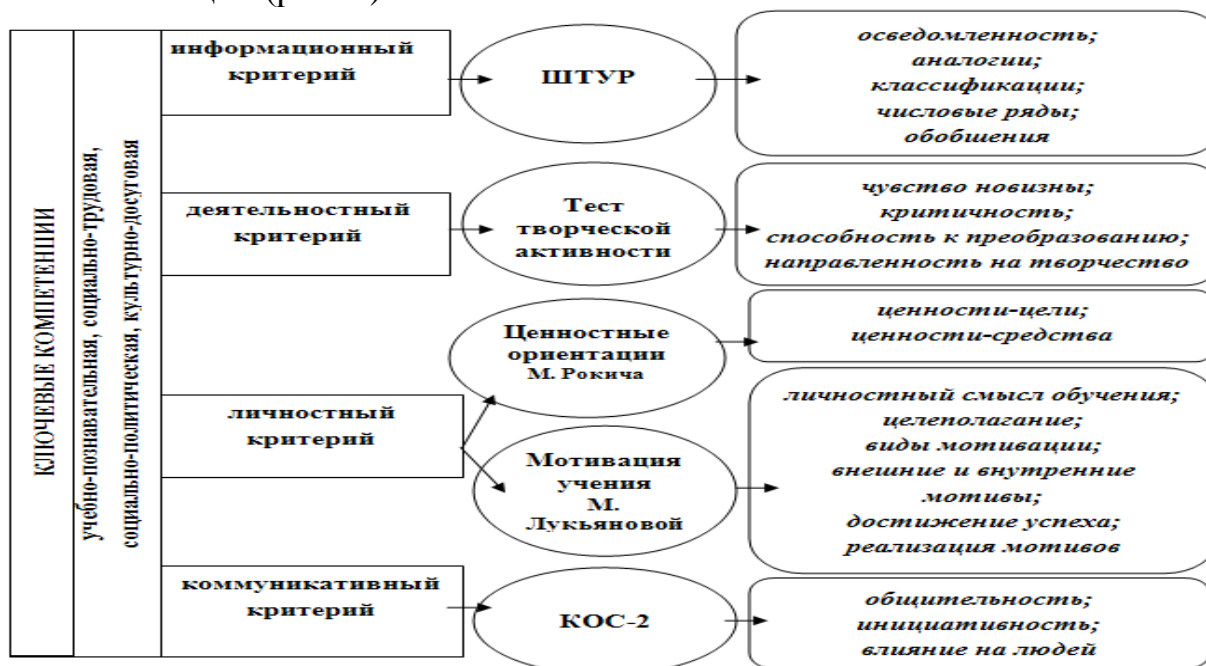 КЛЮЧЕВЫЕ КОМПЕТЕНЦИИ
учебно-познавательная, социально-трудовая,
социально-политическая, культурно-досуговая
информационный
критерий
ШТУР
осведомленность;
аналогии;
классификации;
числовые ряды;
обобщения
деятельностный
критерий
Тест
творческой
активности
чувство новизны;
критичность;
способность к преобразованию;
направленность на творчество
личностный
критерий
Ценностные
ориентации
М. Рокича
ценности-цели;
ценности-средства
Мотивация
учения
М.
Лукьяновой
личностный смысл обучения;
целеполагание;
виды мотивации;
внешние и внутренние
мотивы;
достижение успеха;
реализация мотивов
коммуникативный
критерий
КОС-2
общительность;
инициативность;
влияние на людей